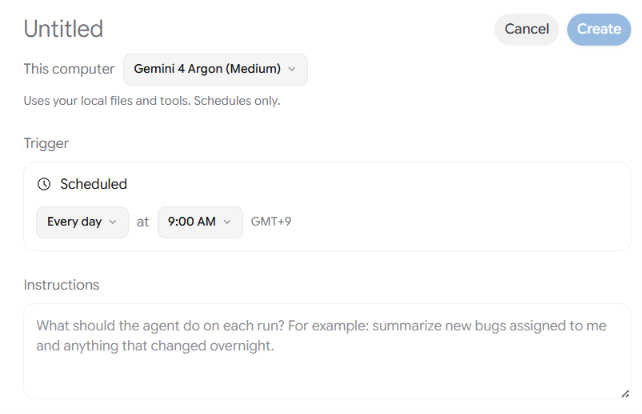 Untitled
Cancel
Create
This computer
Gemini 4 Argon (Medium)
Uses your local files and tools. Schedules only.
Trigger
Scheduled
Every day at 9:00 AM GMT+9
Instructions
What should the agent do on each run? For example: summarize new bugs assigned to me
and anything that changed overnight.